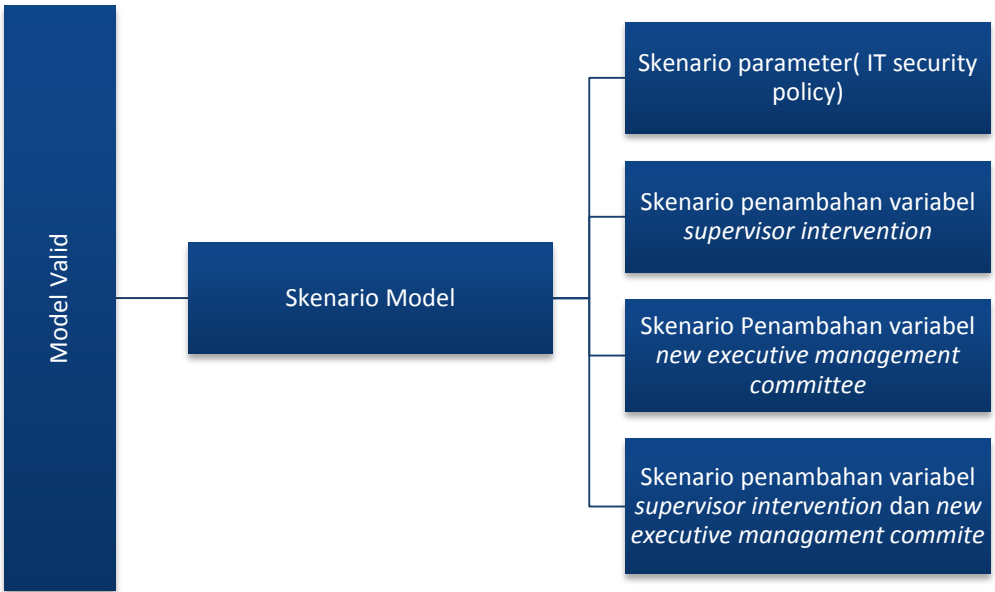 Model Valid
Skenario Model
Skenario parameter( IT security
policy)
Skenario penambahan variabel
supervisor intervention
Skenario Penambahan variabel
new executive management
committee
Skenario penambahan variabel
supervisor intervention dan new
executive managament commite